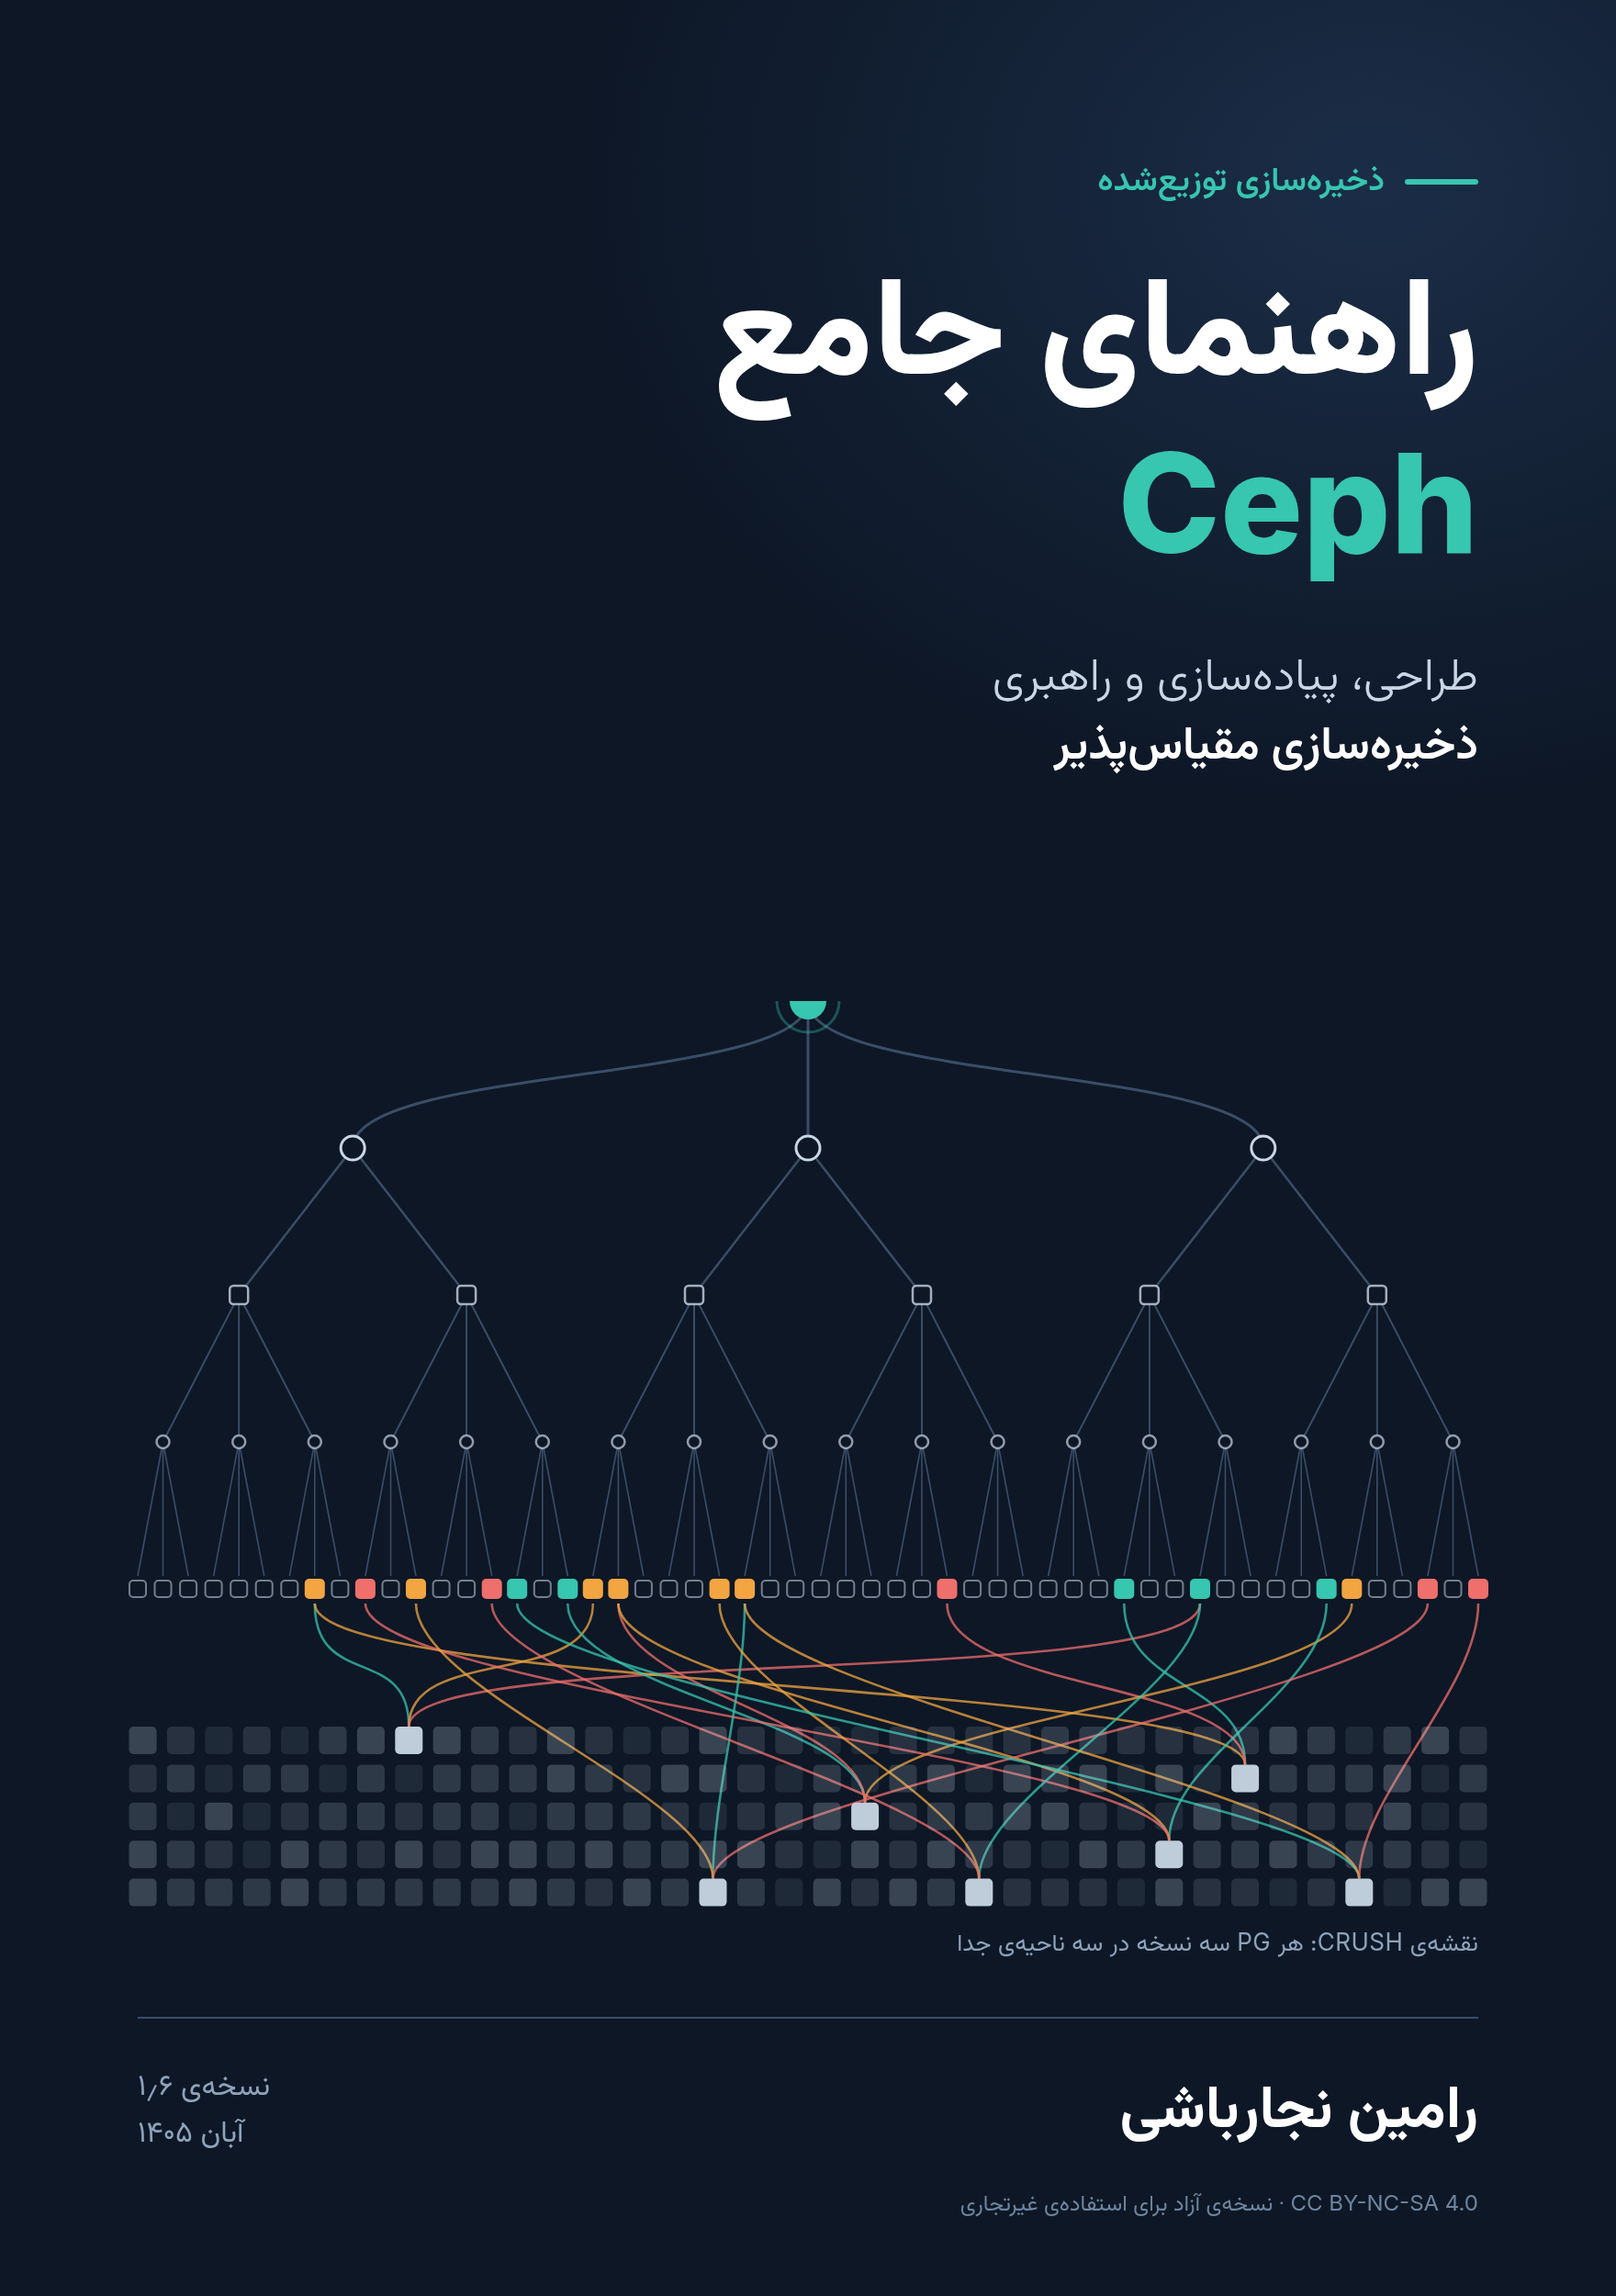 ذخیره‌سازی توزیع‌شده
راهنمای جامع
Ceph
طراحی، پیاده‌سازی و راهبری
ذخیره‌سازی مقیاس‌پذیر
نقشه‌ی CRUSH: هر PG سه نسخه در سه ناحیه‌ی جدا
رامین نجارباشی
نسخه‌ی ۱٫۶
آبان ۱۴۰۵
CC BY-NC-SA 4.0 · نسخه‌ی آزاد برای استفاده‌ی غیرتجاری